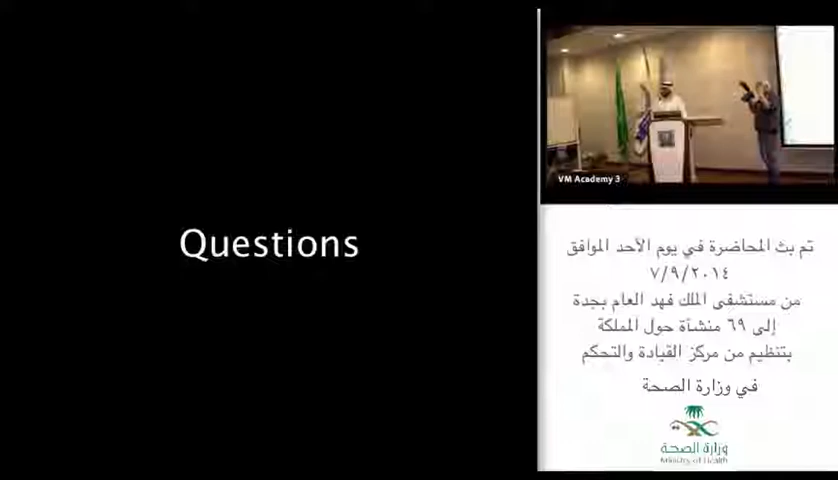 Questions
VM Academy 3
تم بث المحاضرة في يوم الأحد الموافق
٧/٩/٢٠١٤
من مستشفى الملك فهد العام بجدة
إلى ٦٩ منشأة حول المملكة
بتنظيم من مركز القيادة والتحكم
في وزارة الصحة
وزارة الصحة
Ministry of Health